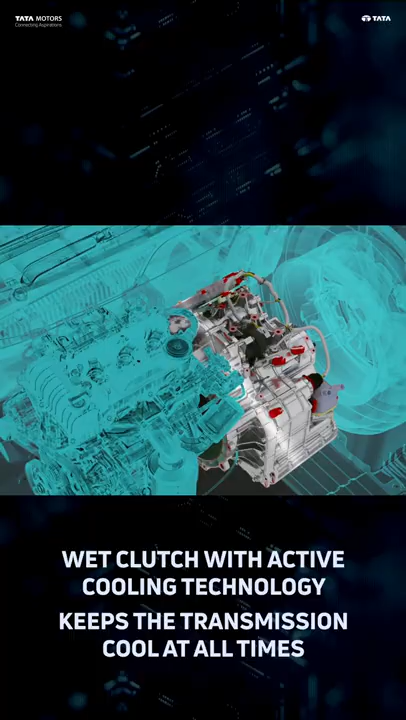 TATA MOTORS
Connecting Aspirations
TATA
WET CLUTCH WITH ACTIVE
COOLING TECHNOLOGY
KEEPS THE TRANSMISSION
COOL AT ALL TIMES